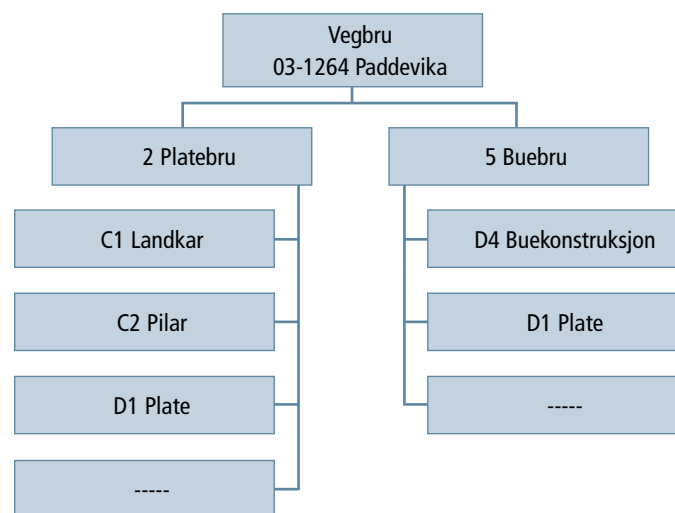 Vegbru
03-1264 Paddevika
2 Platebru
5 Buebru
C1 Landkar
C2 Pilar
D1 Plate
-----
D4 Buekonstruksjon
D1 Plate
-----